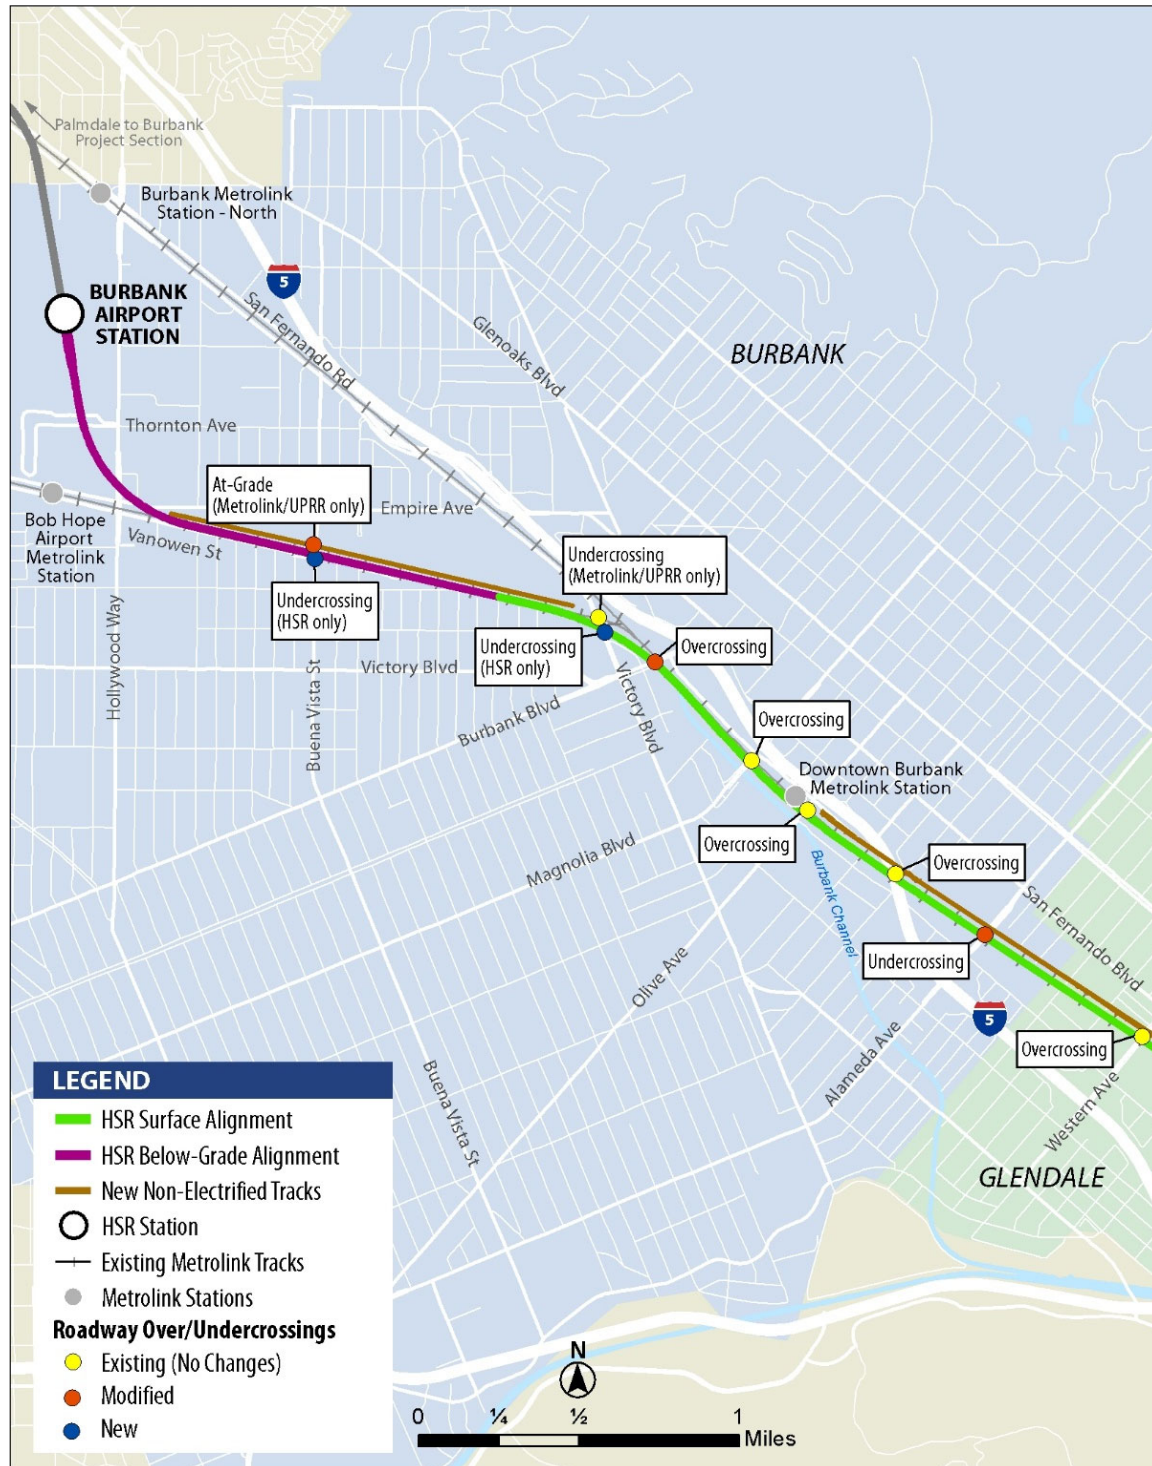 Palmdale to Burbank
Project Section
Burbank Metrolink
Station - North
5
BURBANK
AIRPORT
STATION
San Fernando Rd
Glenoaks Blvd
BURBANK
Thornton Ave
At-Grade
(Metrolink/UPRR only)
Empire Ave
Bob Hope
Airport
Metrolink
Station
Vanowen St
Undercrossing
(Metrolink/UPRR only)
Undercrossing
(HSR only)
Undercrossing
(HSR only)
Overcrossing
Hollywood Way
Victory Blvd
Buena Vista St
Burbank Blvd
Victory Blvd
Overcrossing
Downtown Burbank
Metrolink Station
Overcrossing
Magnolia Blvd
Burbank Channel
Overcrossing
San Fernando Blvd
Undercrossing
Olive Ave
5
Overcrossing
Alameda Ave
Western Ave
Buena Vista St
GLENDALE
LEGEND
HSR Surface Alignment
HSR Below-Grade Alignment
New Non-Electrified Tracks
HSR Station
Existing Metrolink Tracks
Metrolink Stations
Roadway Over/Undercrossings
Existing (No Changes)
Modified
New
N
0 ¼ ½ 1
Miles